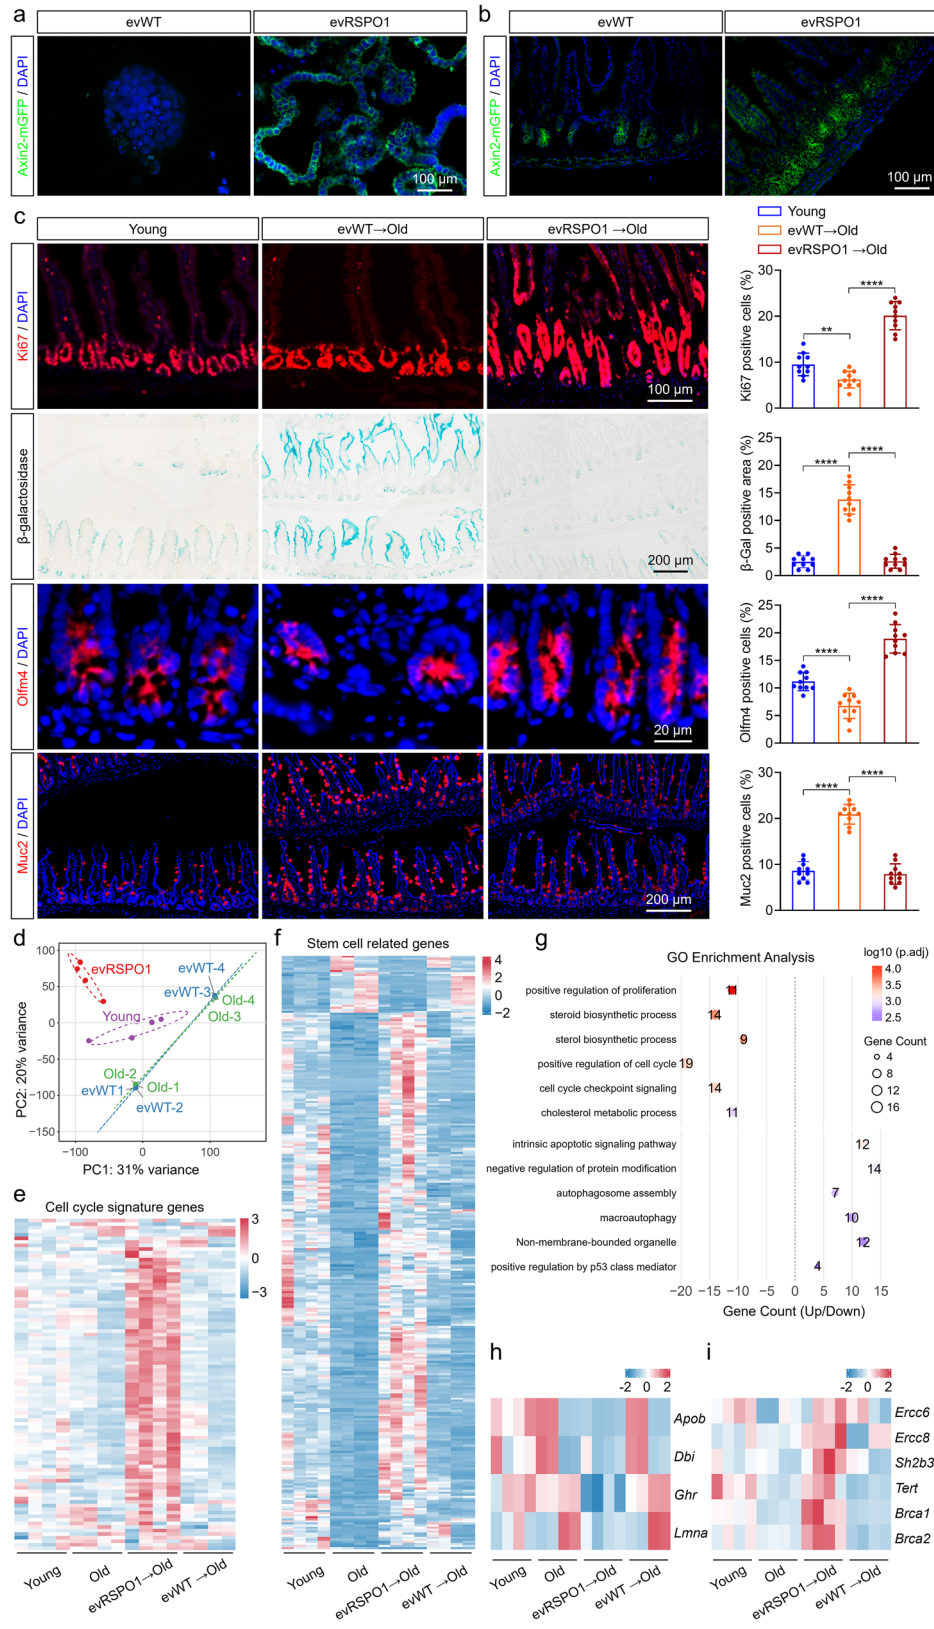 a
evWT
evRSPO1
Axin2-mGFP / DAPI
100 µm
b
evWT
evRSPO1
Axin2-mGFP / DAPI
100 µm
c
Young
evWT→Old
evRSPO1 →Old
Ki67 / DAPI
100 µm
β-galactosidase
200 µm
Olfm4 / DAPI
20 µm
Muc2 / DAPI
200 µm
Young
evWT→Old
evRSPO1 →Old
Ki67 positive cells (%)
30
20
10
0
**
****
β-Gal positive area (%)
25
20
15
10
5
0
****
****
Olfm4 positive cells (%)
25
20
15
10
5
0
****
****
Muc2 positive cells (%)
30
20
10
0
****
****
d
PC2: 20% variance
100
50
0
−50
−100
−150
evRSPO1
Young
evWT-4
evWT-3
Old-4
Old-3
Old-2
evWT1
Old-1
evWT-2
−100
0
100
PC1: 31% variance
e
Cell cycle signature genes
3
0
−3
Young
Old
evRSPO1→Old
evWT →Old
f
Stem cell related genes
4
2
0
−2
Young
Old
evRSPO1→Old
evWT →Old
g
GO Enrichment Analysis
positive regulation of proliferation
11
steroid biosynthetic process
14
sterol biosynthetic process
9
positive regulation of cell cycle
19
cell cycle checkpoint signaling
14
cholesterol metabolic process
11
intrinsic apoptotic signaling pathway
12
negative regulation of protein modification
14
autophagosome assembly
7
macroautophagy
10
Non-membrane-bounded organelle
12
positive regulation by p53 class mediator
4
−20 −15 −10 −5 0 5 10 15
Gene Count (Up/Down)
log10 (p.adj)
4.0
3.5
3.0
2.5
Gene Count
4
8
12
16
h
-2 0 2
Apob
Dbi
Ghr
Lmna
Young
Old
evRSPO1→Old
evWT →Old
i
-2 0 2
Ercc6
Ercc8
Sh2b3
Tert
Brca1
Brca2
Young
Old
evRSPO1→Old
evWT →Old